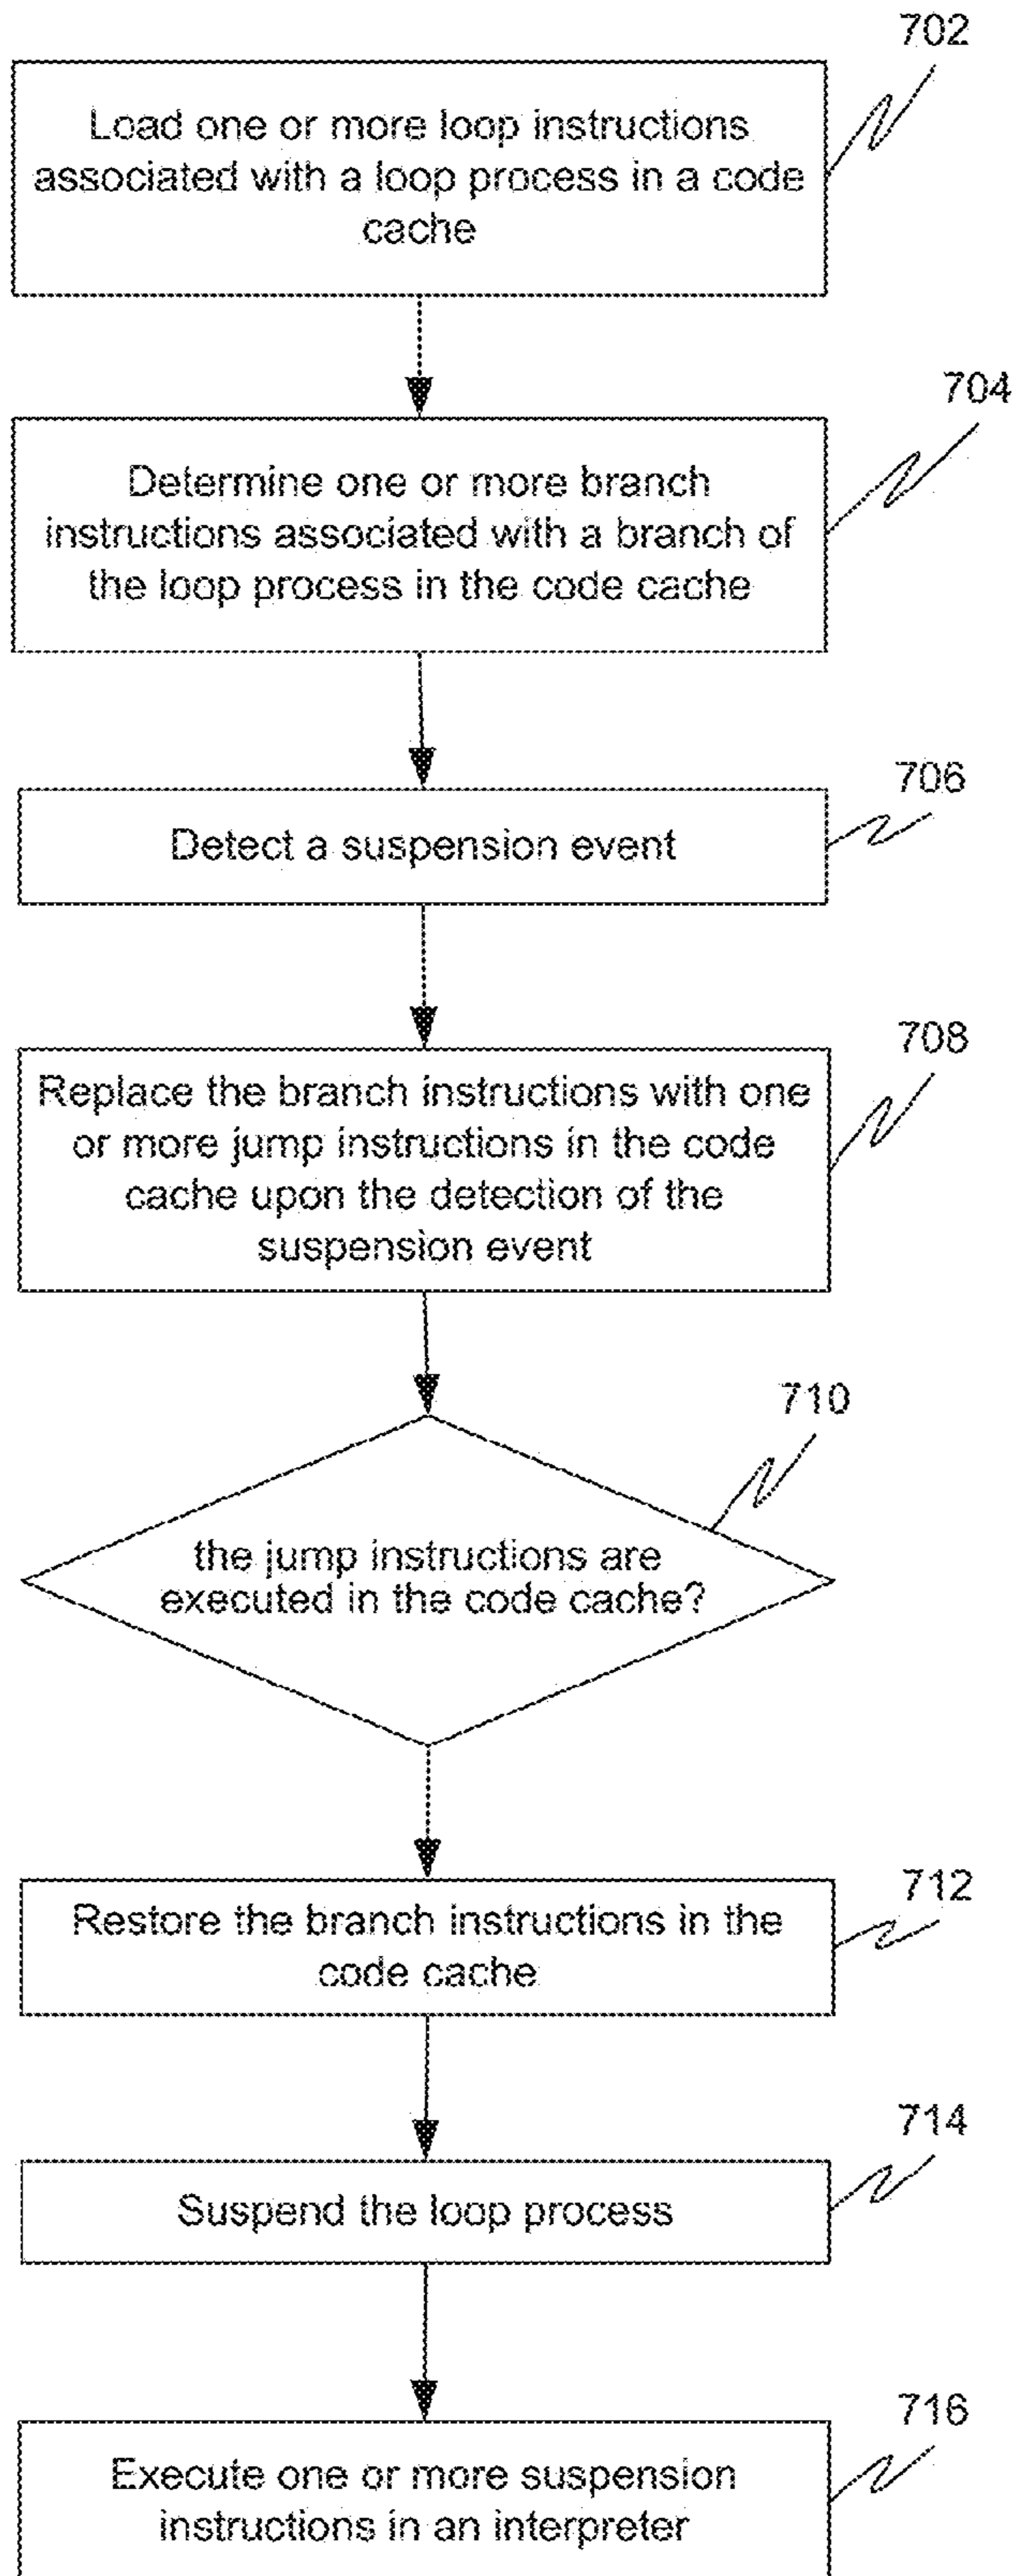 702
Load one or more loop instructions
associated with a loop process in a code
cache
704
Determine one or more branch
instructions associated with a branch of
the loop process in the code cache
706
Detect a suspension event
708
Replace the branch instructions with one
or more jump instructions in the code
cache upon the detection of the
suspension event
710
the jump instructions are
executed in the code cache?
712
Restore the branch instructions in the
code cache
714
Suspend the loop process
716
Execute one or more suspension
instructions in an interpreter